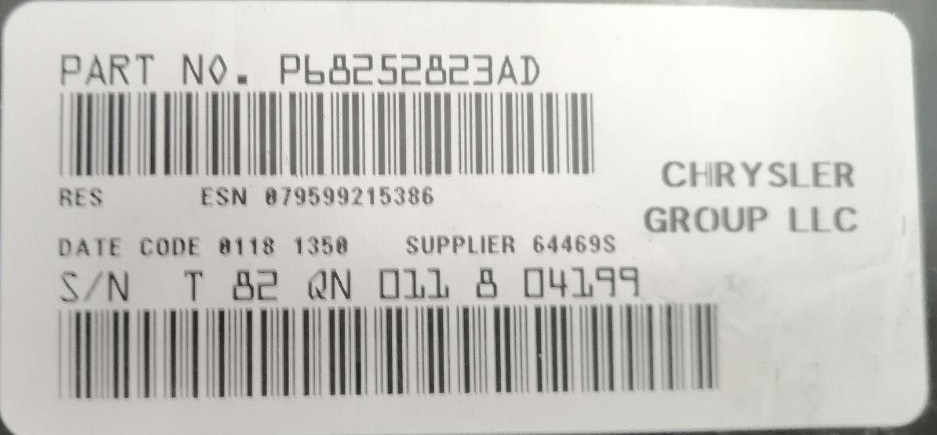 PART NO. P68252823AD
RES ESN 079599215386
CHRYSLER
GROUP LLC
DATE CODE 0118 1350 SUPPLIER 64469S
S/N T 82 QN 011 8 04199